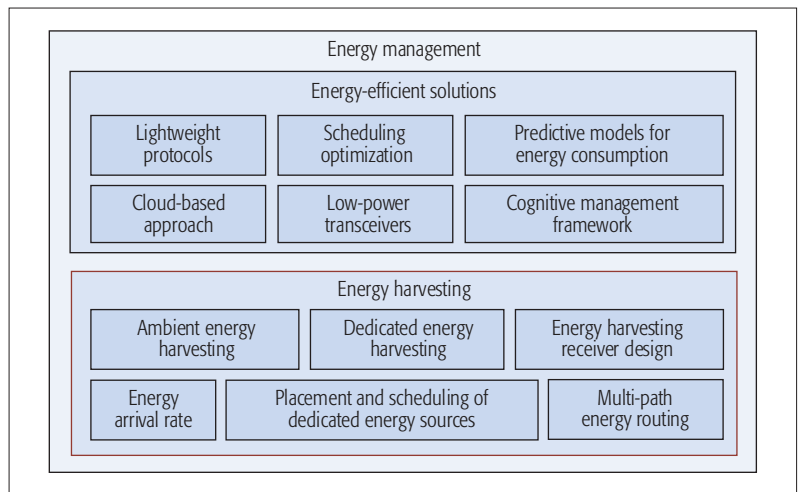 Energy management
Energy-efficient solutions
Lightweight
protocols
Scheduling
optimization
Predictive models for
energy consumption
Cloud-based
approach
Low-power
transceivers
Cognitive management
framework
Energy harvesting
Ambient energy
harvesting
Dedicated energy
harvesting
Energy harvesting
receiver design
Energy
arrival rate
Placement and scheduling of
dedicated energy sources
Multi-path
energy routing